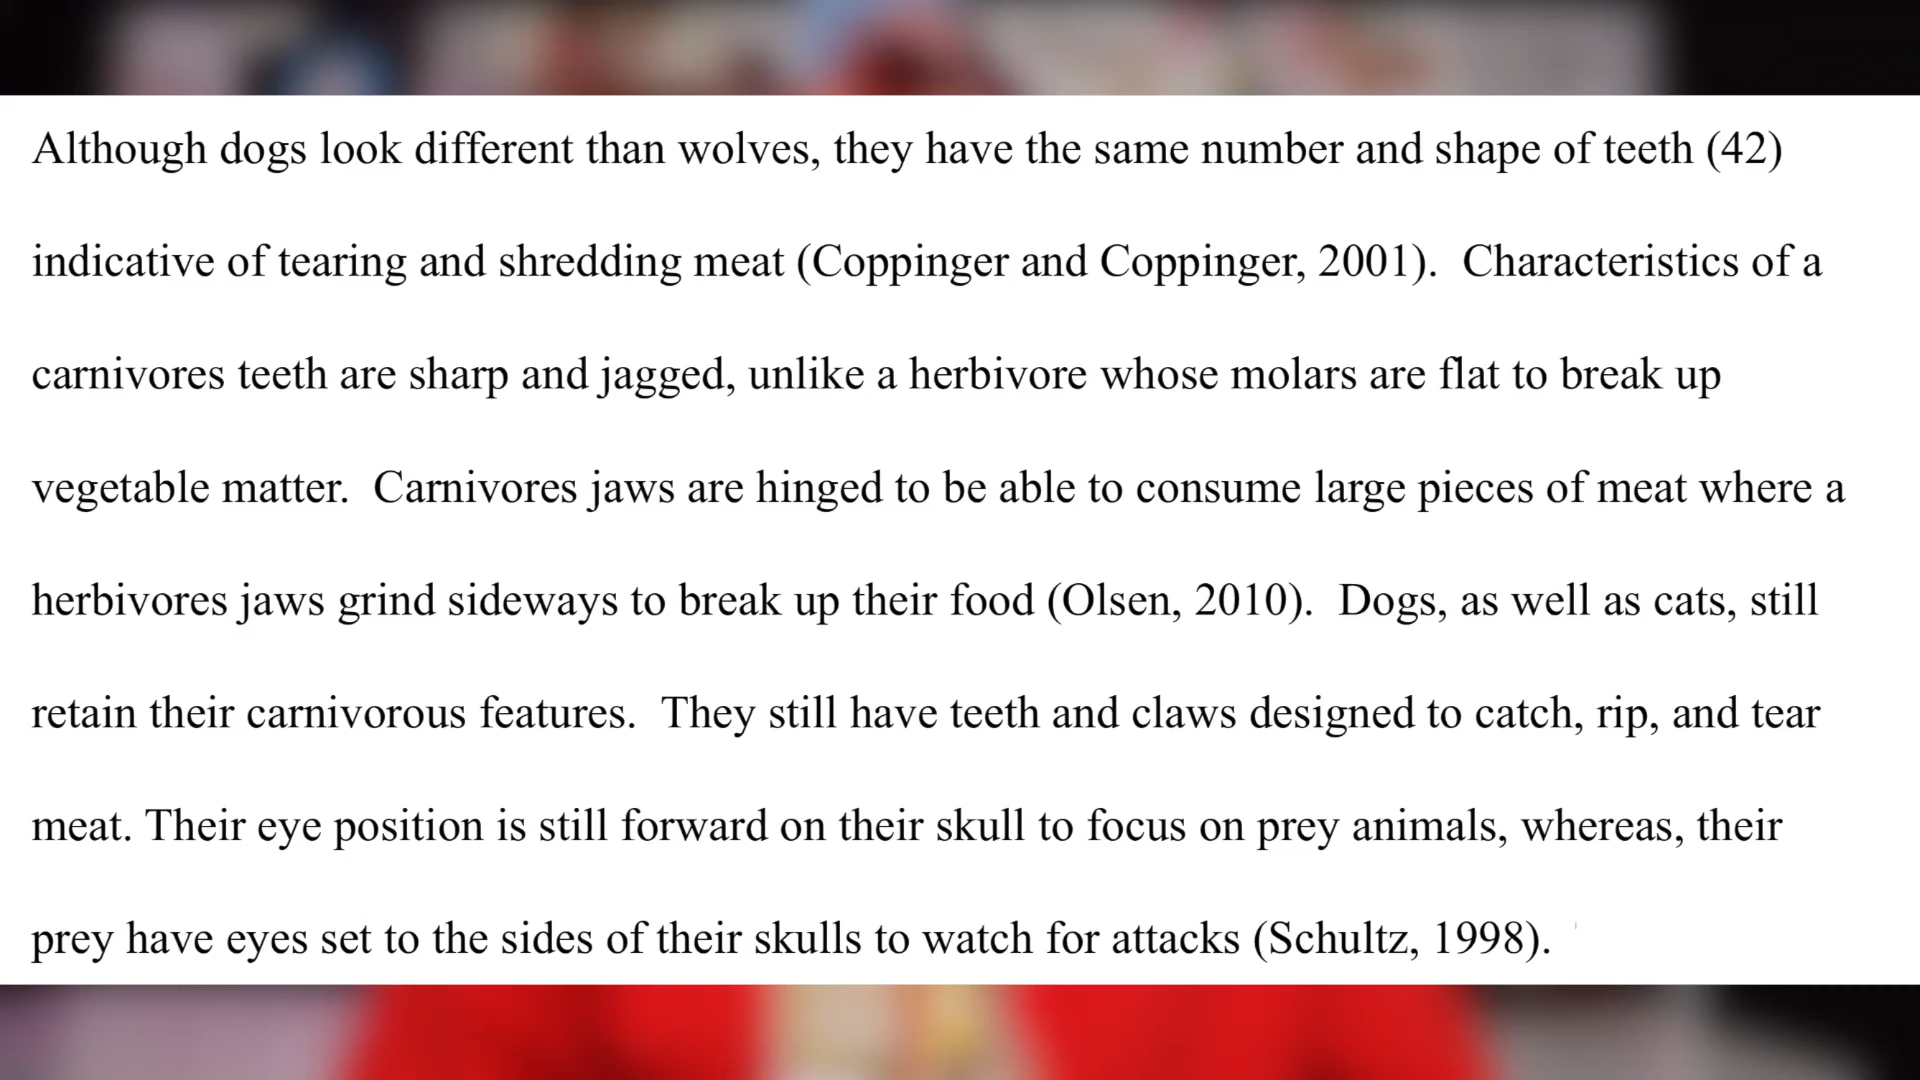 Although dogs look different than wolves, they have the same number and shape of teeth (42)
indicative of tearing and shredding meat (Coppinger and Coppinger, 2001).  Characteristics of a
carnivores teeth are sharp and jagged, unlike a herbivore whose molars are flat to break up
vegetable matter.  Carnivores jaws are hinged to be able to consume large pieces of meat where a
herbivores jaws grind sideways to break up their food (Olsen, 2010).  Dogs, as well as cats, still
retain their carnivorous features.  They still have teeth and claws designed to catch, rip, and tear
meat. Their eye position is still forward on their skull to focus on prey animals, whereas, their
prey have eyes set to the sides of their skulls to watch for attacks (Schultz, 1998).